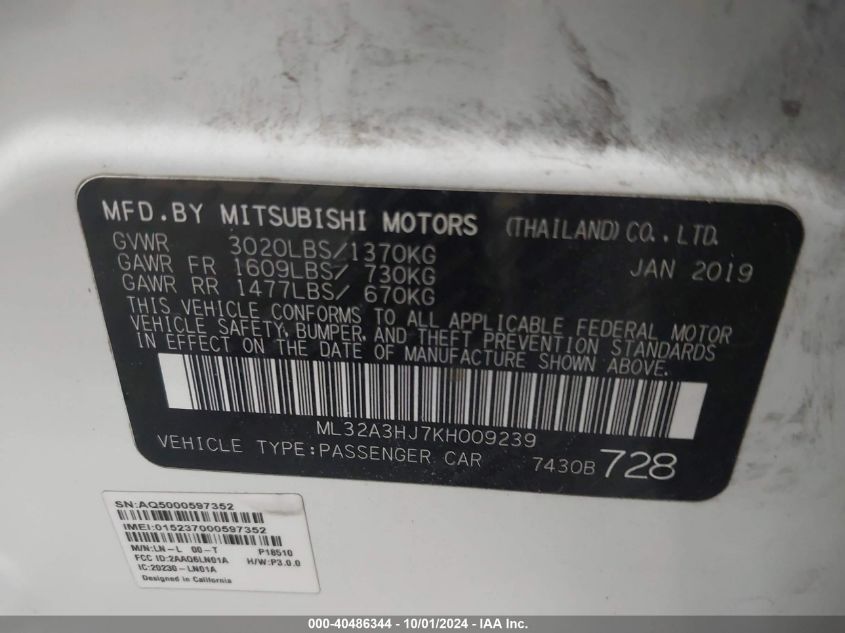 MFD.BY MITSUBISHI MOTORS (THAILAND)CO.,LTD.
GVWR 3020LBS/1370KG JAN 2019
GAWR FR 1609LBS/ 730KG
GAWR RR 1477LBS/ 670KG
THIS VEHICLE CONFORMS TO ALL APPLICABLE FEDERAL MOTOR
VEHICLE SAFETY, BUMPER, AND THEFT PREVENTION STANDARDS
IN EFFECT ON THE DATE OF MANUFACTURE SHOWN ABOVE.
ML32A3HJ7KH009239
VEHICLE TYPE:PASSENGER CAR 7430B 728
SN:AQ5000597352
IMEI:015237000597352
M/N:LN-L 00-T P18510
FCC ID:2AAQ6LN01A H/W:P3.0.0
IC:20230-LN01A
Designed in California
000-40486344 - 10/01/2024 - IAA Inc.